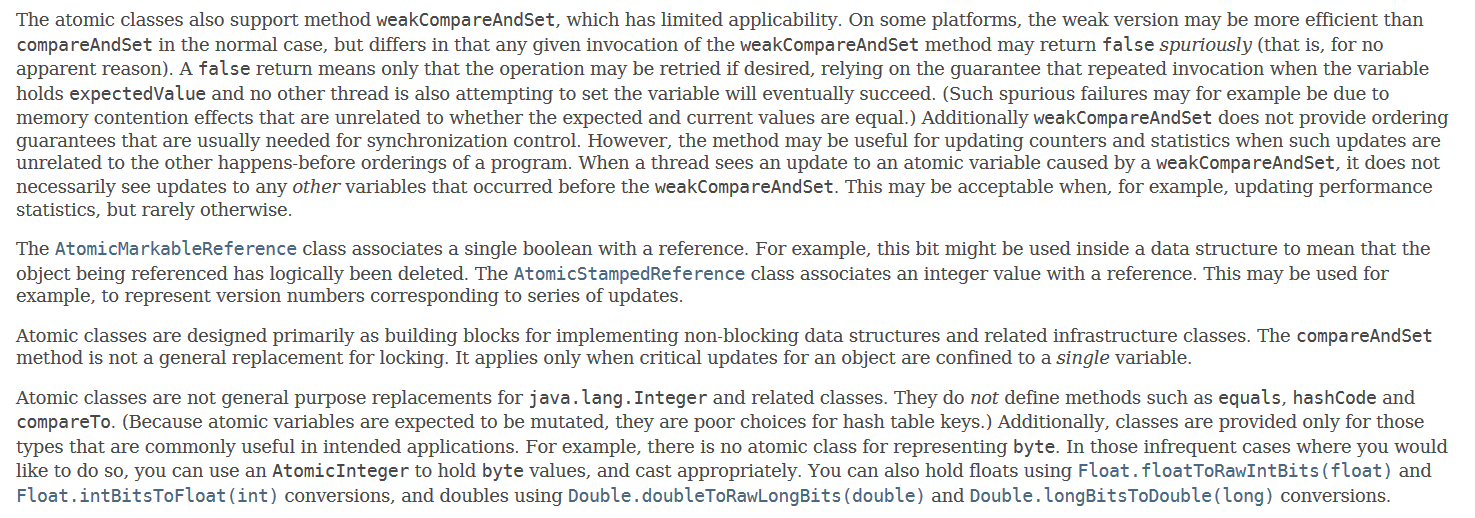 The atomic classes also support method weakCompareAndSet, which has limited applicability. On some platforms, the weak version may be more efficient than
compareAndSet in the normal case, but differs in that any given invocation of the weakCompareAndSet method may return false spuriously (that is, for no
apparent reason). A false return means only that the operation may be retried if desired, relying on the guarantee that repeated invocation when the variable
holds expectedValue and no other thread is also attempting to set the variable will eventually succeed. (Such spurious failures may for example be due to
memory contention effects that are unrelated to whether the expected and current values are equal.) Additionally weakCompareAndSet does not provide ordering
guarantees that are usually needed for synchronization control. However, the method may be useful for updating counters and statistics when such updates are
unrelated to the other happens-before orderings of a program. When a thread sees an update to an atomic variable caused by a weakCompareAndSet, it does not
necessarily see updates to any other variables that occurred before the weakCompareAndSet. This may be acceptable when, for example, updating performance
statistics, but rarely otherwise.
The AtomicMarkableReference class associates a single boolean with a reference. For example, this bit might be used inside a data structure to mean that the
object being referenced has logically been deleted. The AtomicStampedReference class associates an integer value with a reference. This may be used for
example, to represent version numbers corresponding to series of updates.
Atomic classes are designed primarily as building blocks for implementing non-blocking data structures and related infrastructure classes. The compareAndSet
method is not a general replacement for locking. It applies only when critical updates for an object are confined to a single variable.
Atomic classes are not general purpose replacements for java.lang.Integer and related classes. They do not define methods such as equals, hashCode and
compareTo. (Because atomic variables are expected to be mutated, they are poor choices for hash table keys.) Additionally, classes are provided only for those
types that are commonly useful in intended applications. For example, there is no atomic class for representing byte. In those infrequent cases where you would
like to do so, you can use an AtomicInteger to hold byte values, and cast appropriately. You can also hold floats using Float.floatToRawIntBits(float) and
Float.intBitsToFloat(int) conversions, and doubles using Double.doubleToRawLongBits(double) and Double.longBitsToDouble(long) conversions.